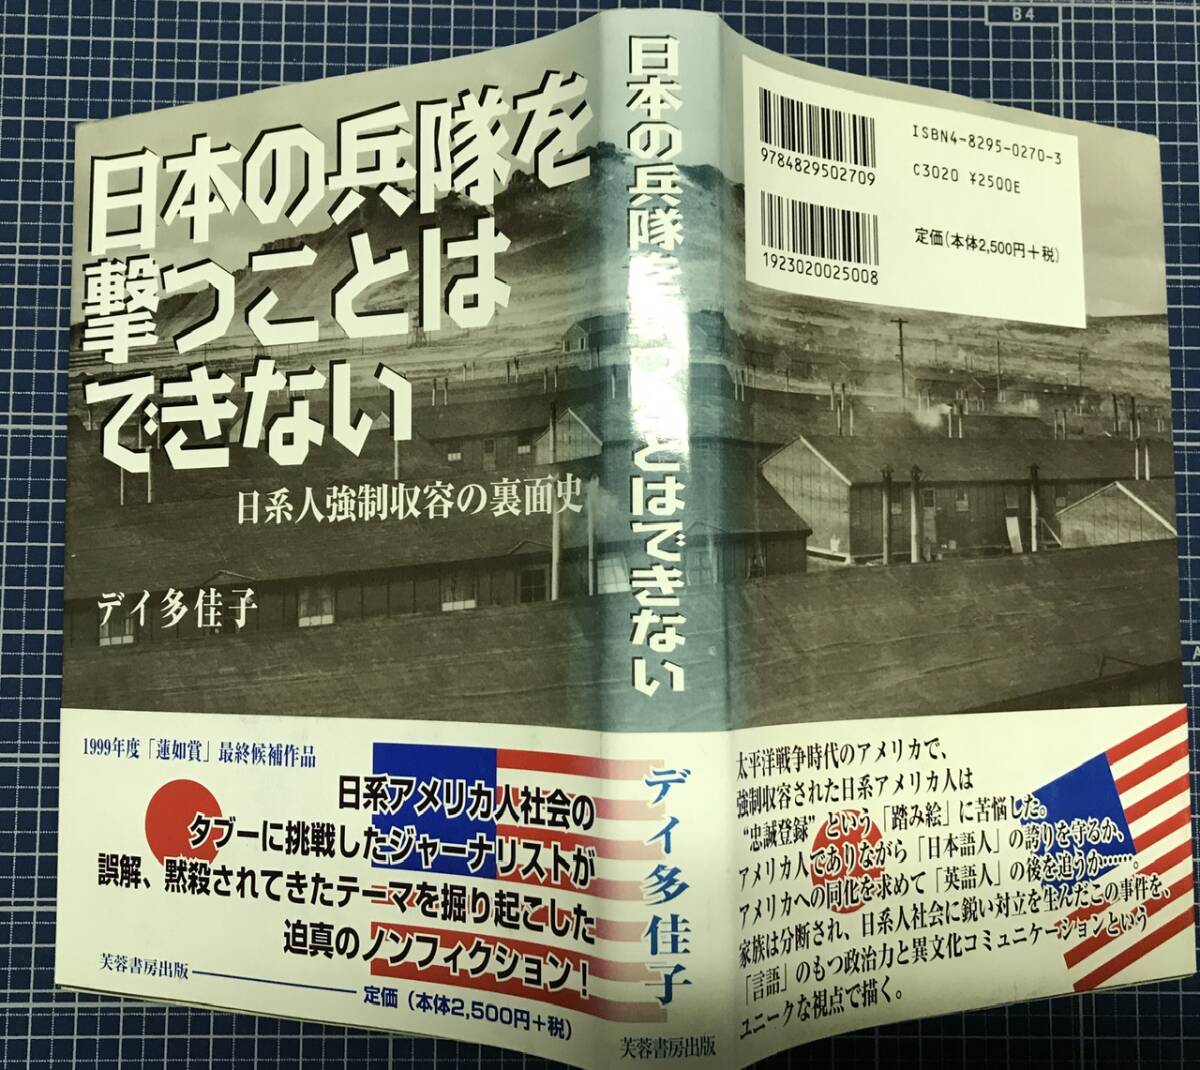 日本の兵隊を
撃つことは
できない
日系人強制収容の裏面史
デイ多佳子
1999年度「蓮如賞」最終候補作品
日系アメリカ人社会の
タブーに挑戦したジャーナリストが
誤解、黙殺されてきたテーマを掘り起こした
迫真のノンフィクション！
芙蓉書房出版
定価（本体2,500円＋税）
日本の兵隊を撃つことはできない
デイ多佳子
芙蓉書房出版
9784829502709
ISBN4-8295-0270-3
C3020 ¥2500E
1923020025008
定価(本体2,500円＋税)
太平洋戦争時代のアメリカで、
強制収容された日系アメリカ人は
“忠誠登録”という「踏み絵」に苦悩した。
アメリカ人でありながら「日本語人」の誇りを守るか、
アメリカへの同化を求めて「英語人」の後を追うか……。
家族は分断され、日系人社会に鋭い対立を生んだこの事件を、
「言語」のもつ政治力と異文化コミュニケーションという
ユニークな視点で描く。
B4